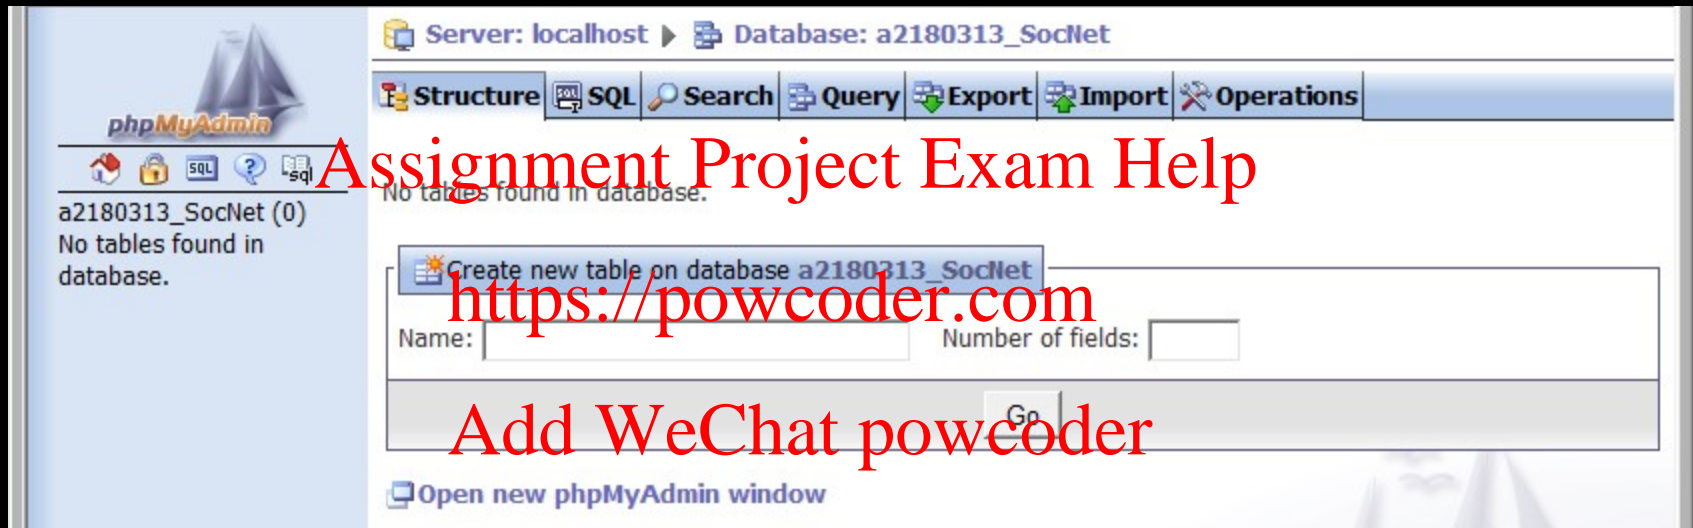 phpMyAdmin
SQL
sql
a2180313_SocNet (0)
No tables found in
database.
Server: localhost
Database: a2180313_SocNet
Structure
SQL
Search
Query
Export
Import
Operations
Assignment Project Exam Help
No tables found in database.
Create new table on database a2180313_SocNet
https://powcoder.com
Name:
Number of fields:
Go
Add WeChat powcoder
Open new phpMyAdmin window